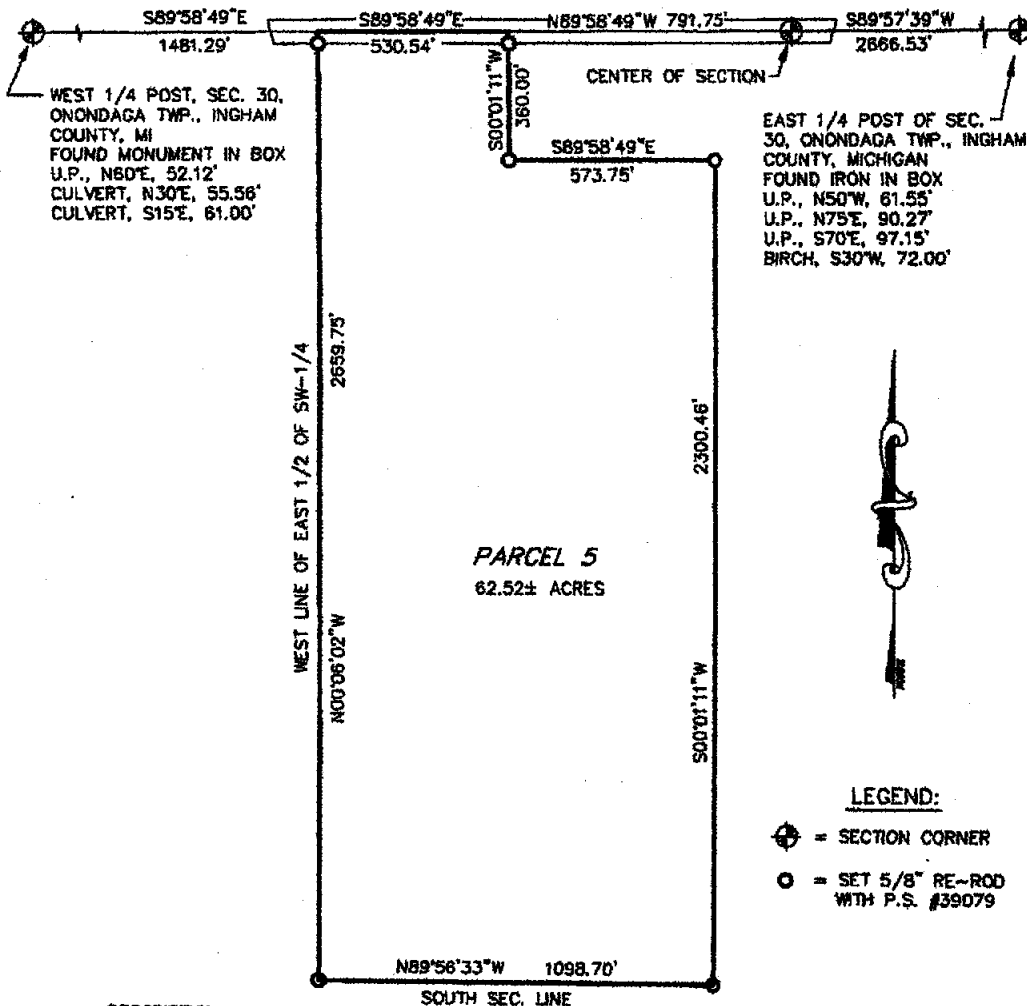 S89°58'49"E
1481.29'
S89°58'49"E
530.54'
N89°58'49"W 791.75'
S89°57'39"W
2666.53'
WEST 1/4 POST, SEC. 30,
ONONDAGA TWP., INGHAM
COUNTY, MI
FOUND MONUMENT IN BOX
U.P., N60°E, 52.12'
CULVERT, N30°E, 55.56'
CULVERT, S15°E, 61.00'
S00°01'11"W
360.00'
CENTER OF SECTION
S89°58'49"E
573.75'
EAST 1/4 POST OF SEC.
30, ONONDAGA TWP., INGHAM
COUNTY, MICHIGAN
FOUND IRON IN BOX
U.P., N50°W, 61.55'
U.P., N75°E, 90.27'
U.P., S70°E, 97.15'
BIRCH, S30°W, 72.00'
WEST LINE OF EAST 1/2 OF SW-1/4
N00°06'02"W
2659.75'
PARCEL 5
62.52± ACRES
S00°01'11"W
2300.46'
LEGEND:
= SECTION CORNER
= SET 5/8" RE-ROD
WITH P.S. #39079
N89°56'33"W 1098.70'
SOUTH SEC. LINE